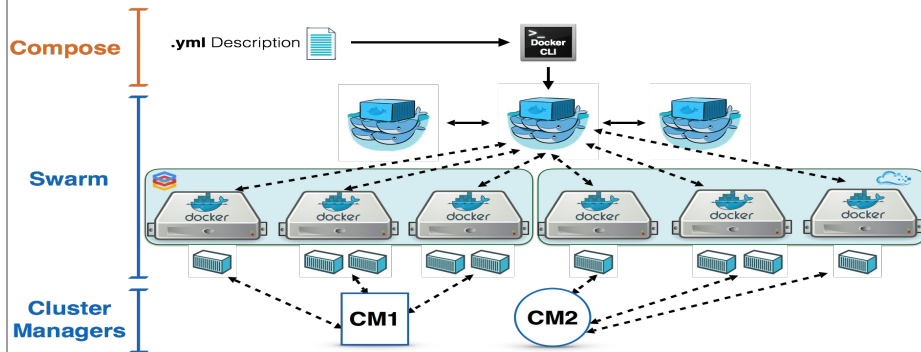 Compose
.yml Description
>_
Docker
CLI
Swarm
docker
docker
docker
docker
docker
docker
Cluster
Managers
CM1
CM2